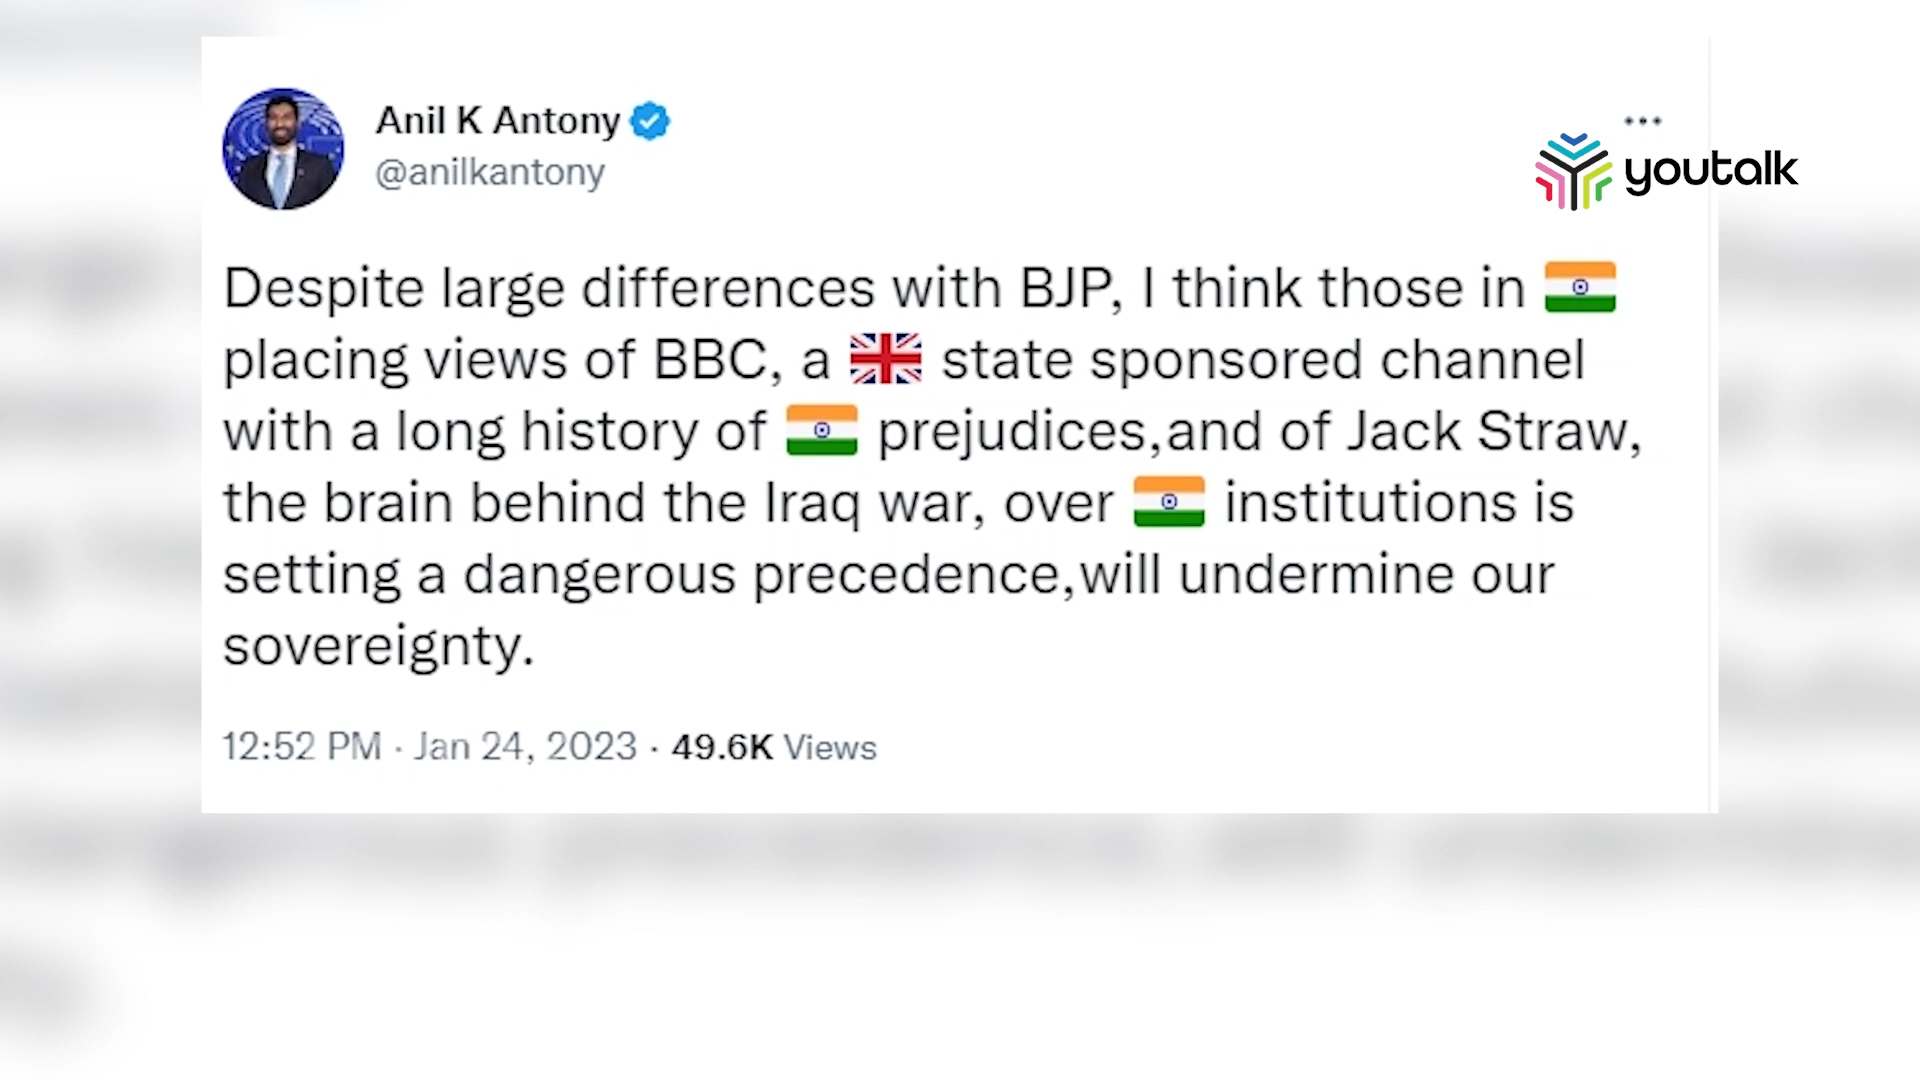 Anil K Antony
@anilkantony
youtalk
Despite large differences with BJP, I think those in 🇮🇳
placing views of BBC, a 🇬🇧 state sponsored channel
with a long history of 🇮🇳 prejudices,and of Jack Straw,
the brain behind the Iraq war, over 🇮🇳 institutions is
setting a dangerous precedence,will undermine our
sovereignty.
12:52 PM · Jan 24, 2023 · 49.6K Views